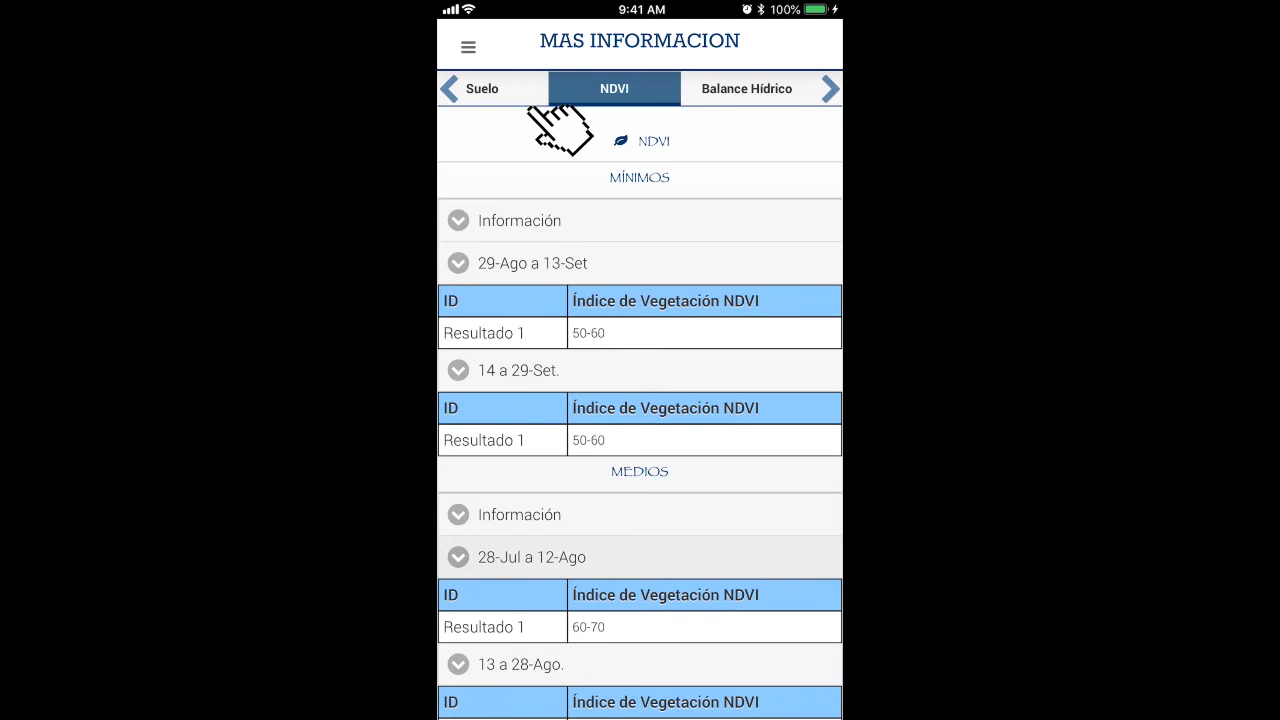 9:41 AM 100%
MAS INFORMACION
Suelo NDVI Balance Hídrico
NDVI
MÍNIMOS
Información
29-Ago a 13-Set
ID Índice de Vegetación NDVI
Resultado 1 50-60
14 a 29-Set.
ID Índice de Vegetación NDVI
Resultado 1 50-60
MEDIOS
Información
28-Jul a 12-Ago
ID Índice de Vegetación NDVI
Resultado 1 60-70
13 a 28-Ago.
ID Índice de Vegetación NDVI